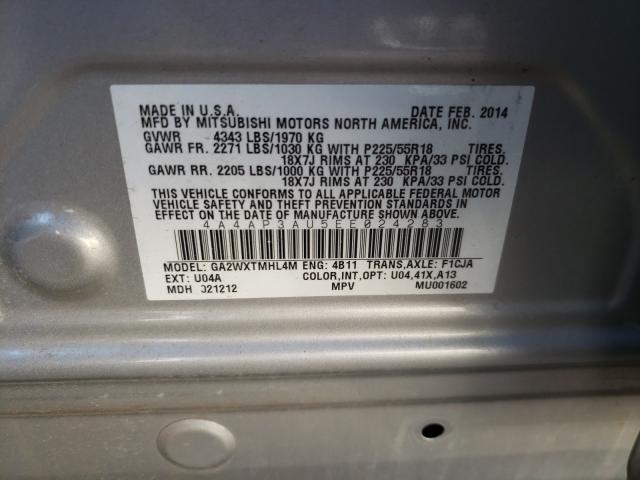 MADE IN U.S.A. DATE FEB. 2014
MFD BY MITSUBISHI MOTORS NORTH AMERICA, INC.
GVWR 4343 LBS/1970 KG
GAWR FR. 2271 LBS/1030 KG WITH P225/55R18 TIRES,
18X7J RIMS AT 230 KPA/33 PSI COLD.
GAWR RR. 2205 LBS/1000 KG WITH P225/55R18 TIRES,
18X7J RIMS AT 230 KPA/33 PSI COLD.
THIS VEHICLE CONFORMS TO ALL APPLICABLE FEDERAL MOTOR
VEHICLE SAFETY AND THEFT PREVENTION STANDARDS IN
EFFECT ON THE DATE OF MANUFACTURE SHOWN ABOVE.
4A4AP3AU5EE024283
MODEL: GA2WXTMHL4M ENG: 4B11 TRANS,AXLE: F1CJA
EXT: U04A COLOR,INT,OPT: U04,41X,A13
MDH 021212 MPV MU001602